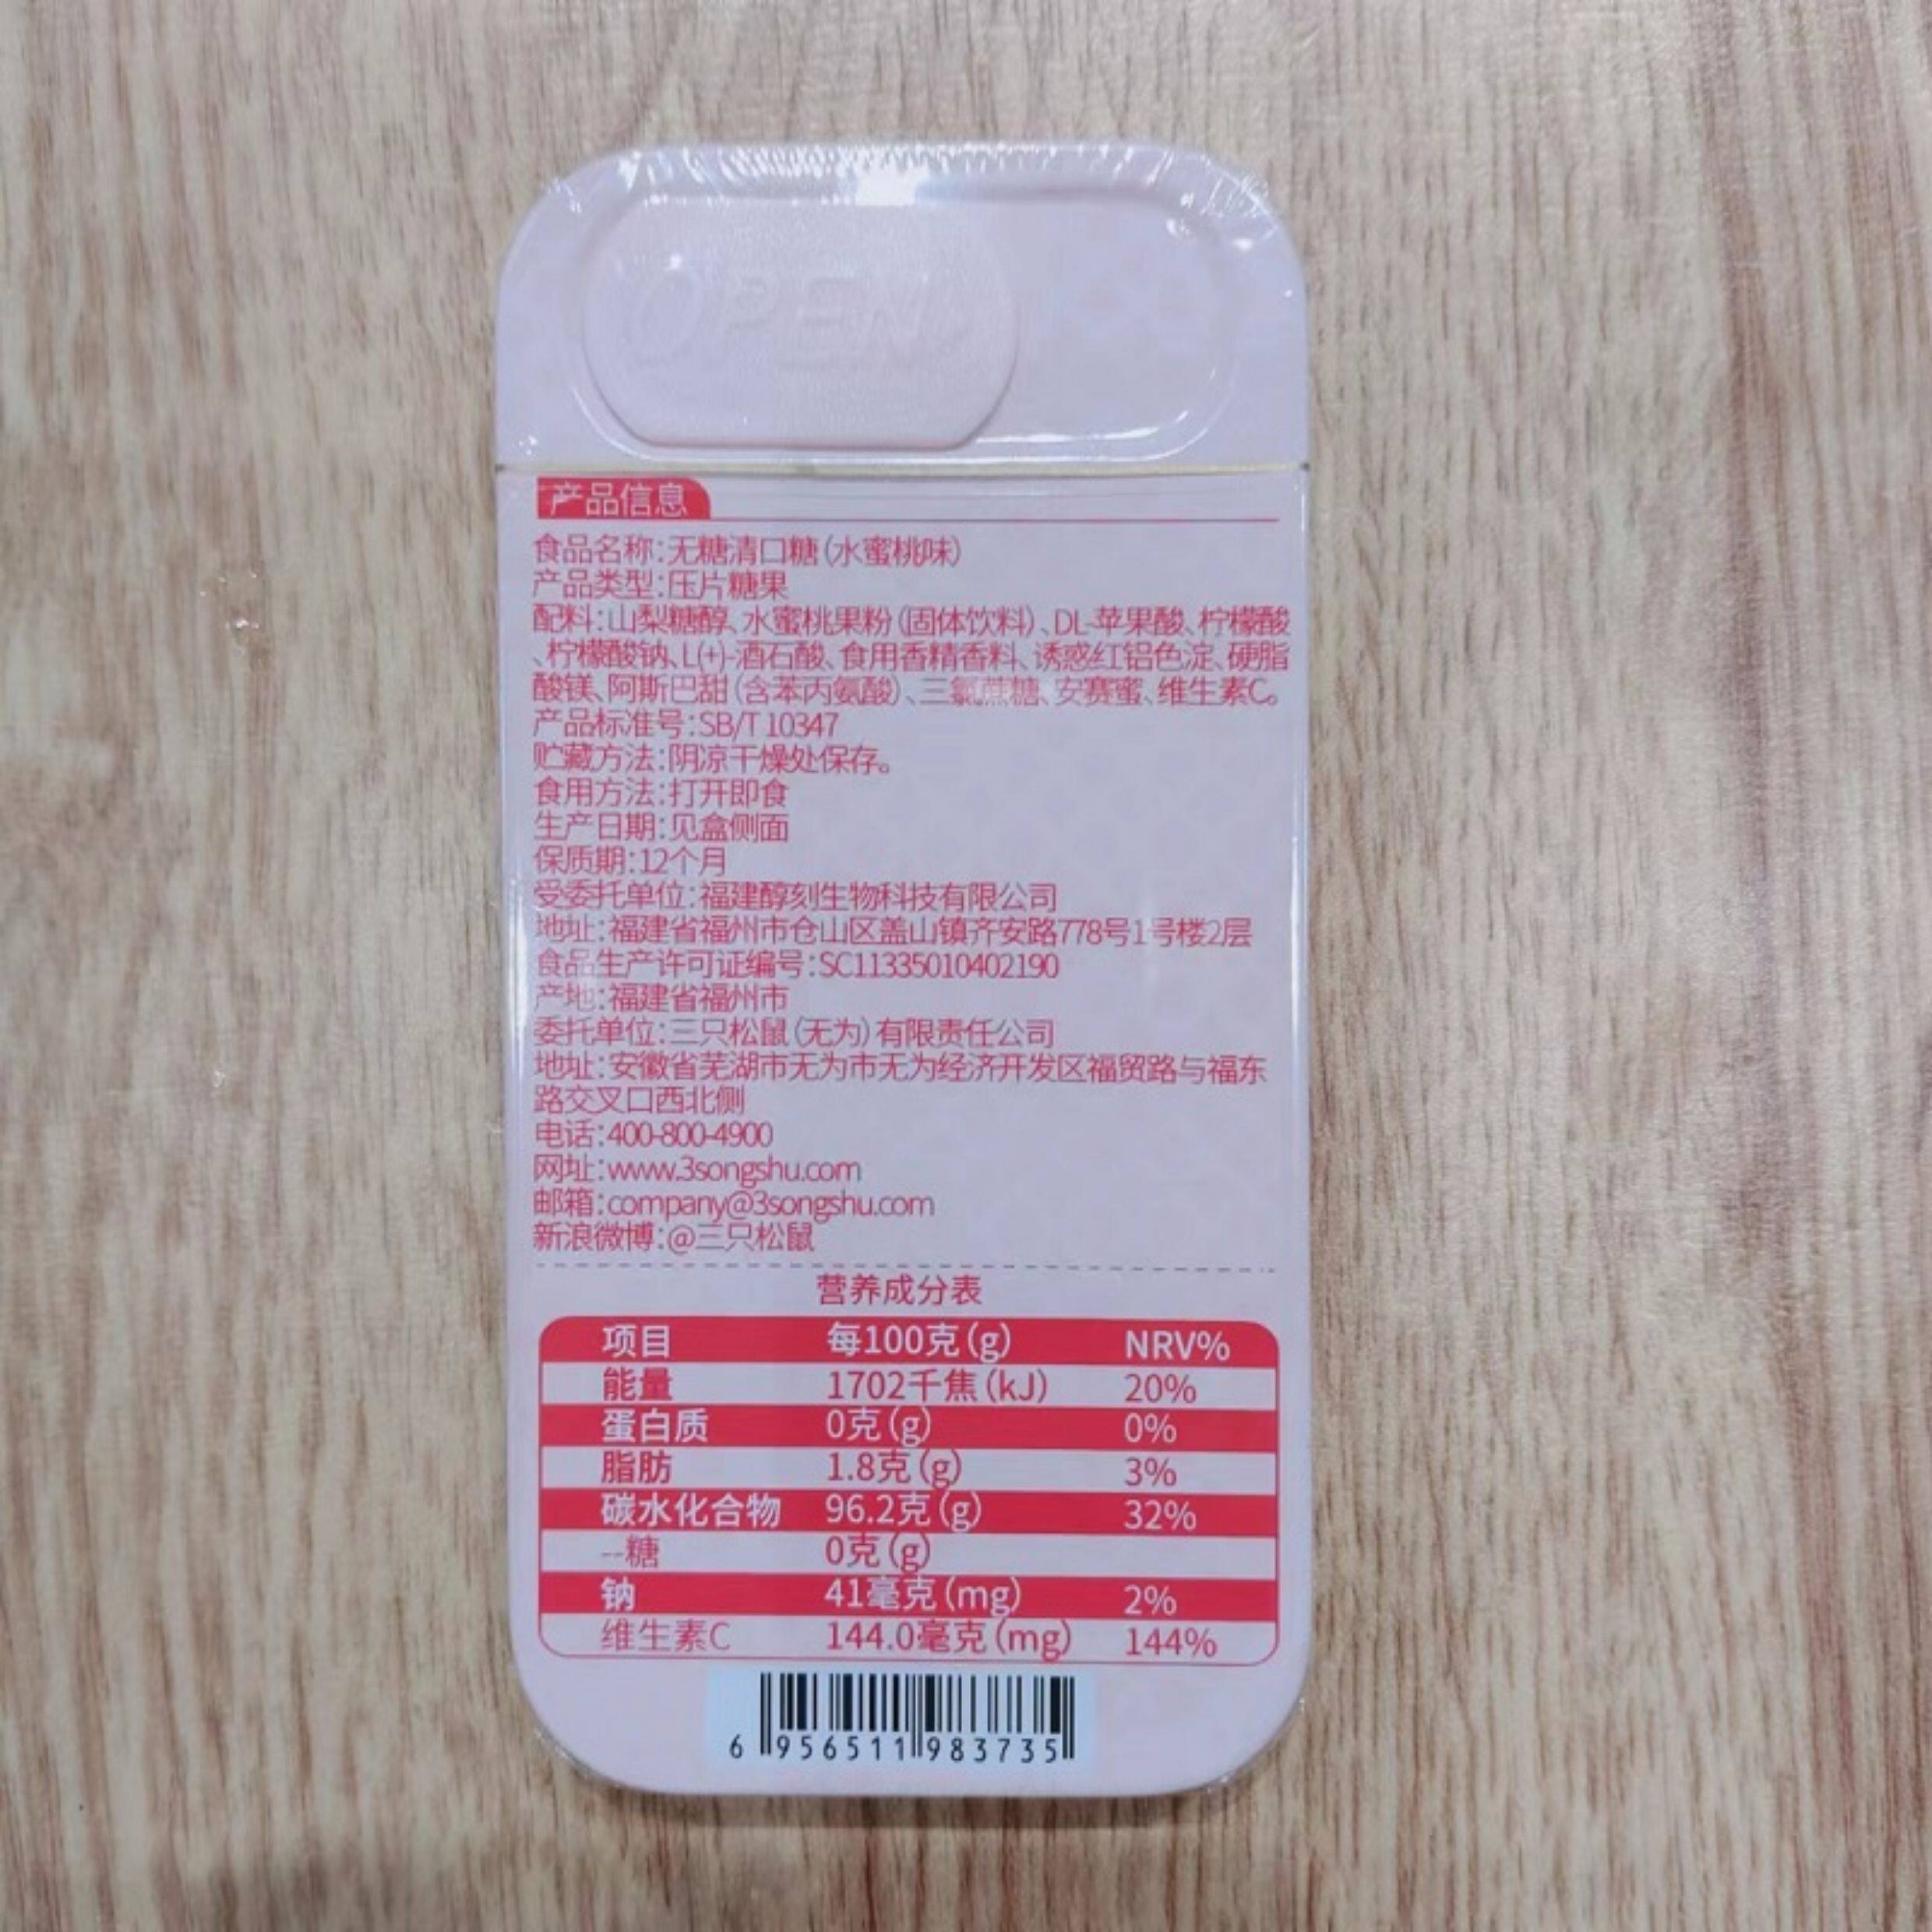 OPEN
产品信息
食品名称:无糖清口糖(水蜜桃味)
产品类型:压片糖果
配料:山梨糖醇、水蜜桃果粉(固体饮料)、DL-苹果酸、柠檬酸
、柠檬酸钠、L(+)-酒石酸、食用香精香料、诱惑红铝色淀、硬脂
酸镁、阿斯巴甜(含苯丙氨酸)、三氯蔗糖、安赛蜜、维生素C。
产品标准号:SB/T 10347
贮藏方法:阴凉干燥处保存。
食用方法:打开即食
生产日期:见盒侧面
保质期:12个月
受委托单位:福建醇刻生物科技有限公司
地址:福建省福州市仓山区盖山镇齐安路778号1号楼2层
食品生产许可证编号:SC11335010402190
产地:福建省福州市
委托单位:三只松鼠(无为)有限责任公司
地址:安徽省芜湖市无为市无为经济开发区福贸路与福东
路交叉口西北侧
电话:400-800-4900
网址:www.3songshu.com
邮箱:company@3songshu.com
新浪微博:@三只松鼠
营养成分表
项目 每100克(g) NRV%
能量 1702千焦(kJ) 20%
蛋白质 0克(g) 0%
脂肪 1.8克(g) 3%
碳水化合物 96.2克(g) 32%
--糖 0克(g)
钠 41毫克(mg) 2%
维生素C 144.0毫克(mg) 144%
6 956511 983735